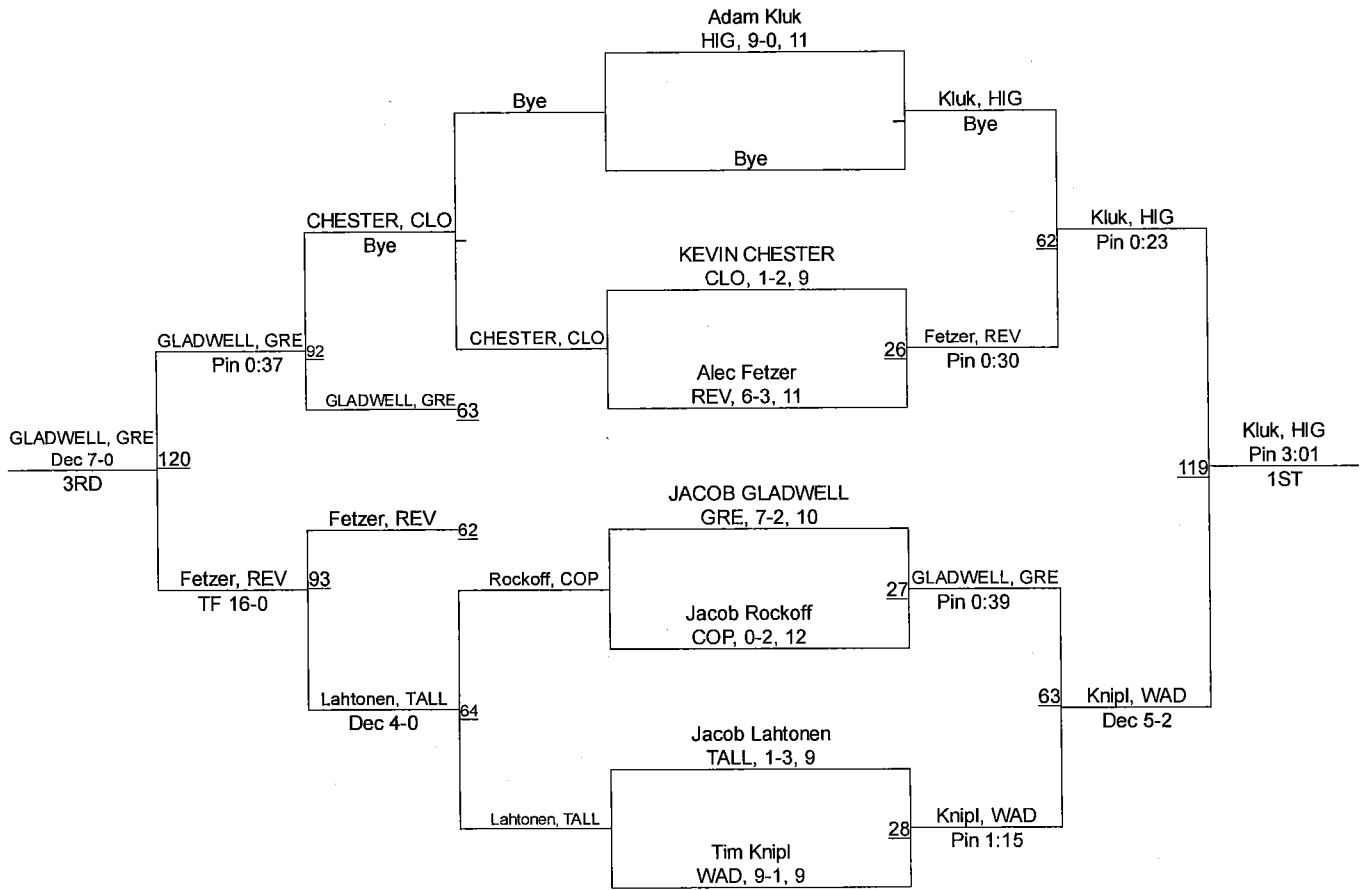 Adam Kluk
HIG, 9-0, 11
Bye
Kluk, HIG
Bye
Bye
CHESTER, CLO
Bye
Kluk, HIG
Pin 0:23
62
KEVIN CHESTER
CLO, 1-2, 9
GLADWELL, GRE
Pin 0:37
92
CHESTER, CLO
26
Fetzer, REV
Pin 0:30
Alec Fetzer
REV, 6-3, 11
GLADWELL, GRE
63
GLADWELL, GRE
Dec 7-0
3RD
120
Kluk, HIG
Pin 3:01
1ST
119
JACOB GLADWELL
GRE, 7-2, 10
Fetzer, REV
62
Fetzer, REV
TF 16-0
93
Rockoff, COP
27
GLADWELL, GRE
Pin 0:39
Jacob Rockoff
COP, 0-2, 12
Lahtonen, TALL
Dec 4-0
64
63
Knipl, WAD
Dec 5-2
Jacob Lahtonen
TALL, 1-3, 9
Lahtonen, TALL
28
Knipl, WAD
Pin 1:15
Tim Knipl
WAD, 9-1, 9